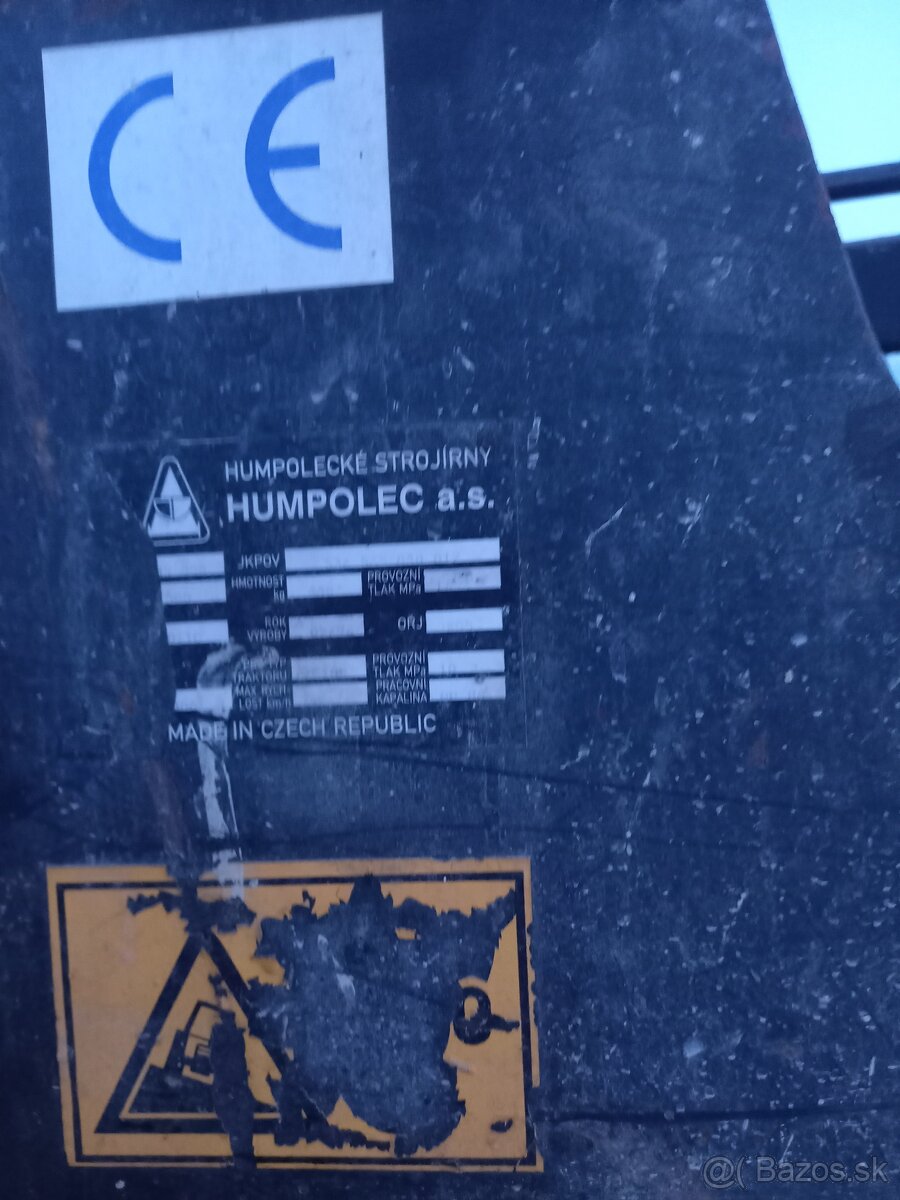 CE
HUMPOLECKÉ STROJÍRNY
HUMPOLEC a.s.
JKPOV
HMOTNOST kg
PROVOZNÍ TLAK MPa
ROK VÝROBY
ORJ
TRAKTORU
PROVOZNÍ TLAK MPa
MAX. RYCH- LOST km/h
PRACOVNÍ KAPALINA
MADE IN CZECH REPUBLIC
@( Bazos.sk